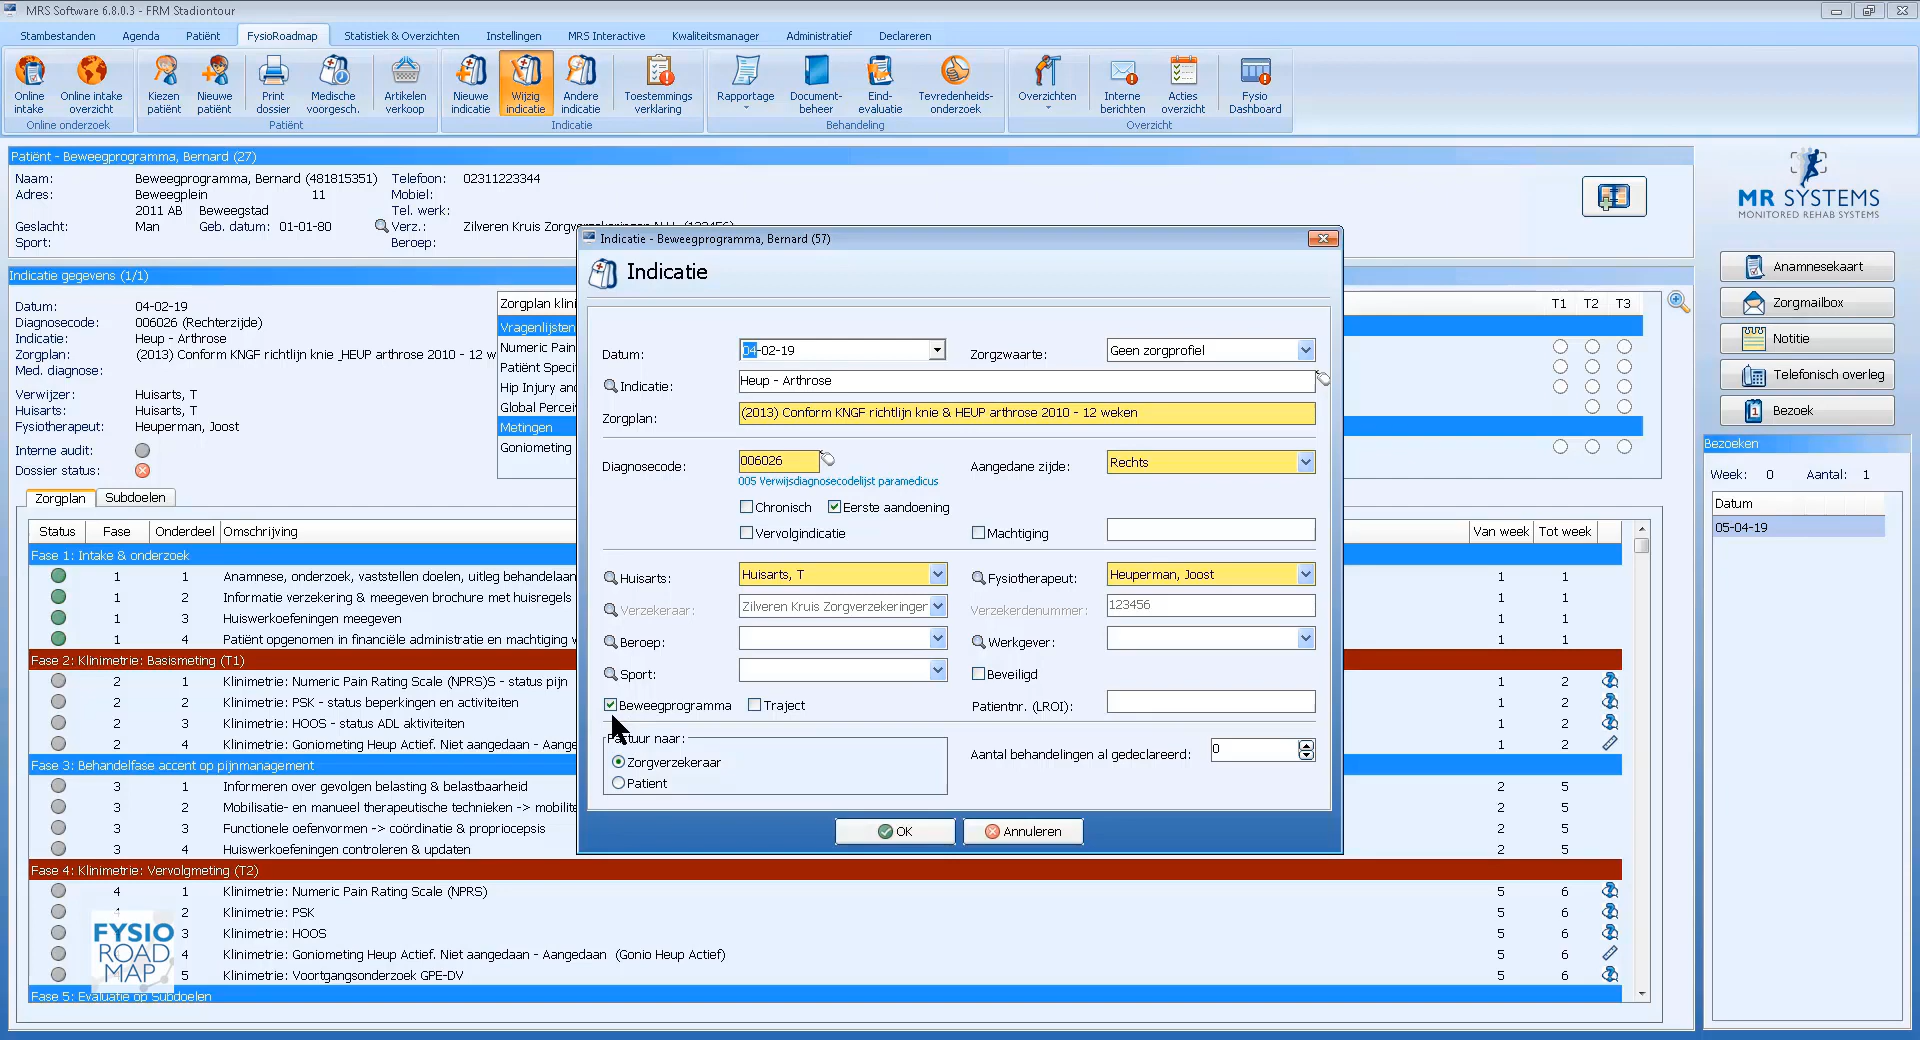 MRS Software 6.8.0.3 - FRM Stadiontour
Stambestanden Agenda Patiënt FysioRoadmap Statistiek & Overzichten Instellingen MRS Interactive Kwaliteitsmanager Administratief Declareren
Online intake
Online intake overzicht
Kiezen patiënt
Nieuwe patiënt
Print dossier
Medische voorgesch.
Artikelen verkoop
Nieuwe indicatie
Wijzig indicatie
Andere indicatie
Toestemmings verklaring
Rapportage
Document-beheer
Eind-evaluatie
Tevredenheids-onderzoek
Overzichten
Interne berichten
Acties overzicht
Fysio Dashboard
Online onderzoek Patiënt Indicatie Behandeling Overzicht
Patiënt - Beweegprogramma, Bernard (27)
Naam: Beweegprogramma, Bernard (481815351) Telefoon: 02311223344
Adres: Beweegplein 11 Mobiel:
2011 AB Beweegstad Tel. werk:
Geslacht: Man Geb. datum: 01-01-80 Verz.: Zilveren Kruis Zorgverzekeringen N.V. (123456)
Sport: Beroep:
MR SYSTEMS
MONITORED REHAB SYSTEMS
Anamnesekaart
Zorgmailbox
Notitie
Telefonisch overleg
Bezoek
Bezoeken
Week: 0 Aantal: 1
Datum
05-04-19
Indicatie gegevens (1/1)
Datum: 04-02-19
Diagnosecode: 006026 (Rechterzijde)
Indicatie: Heup - Arthrose
Zorgplan: (2013) Conform KNGF richtlijn knie _HEUP arthrose 2010 - 12 w
Med. diagnose:
Verwijzer: Huisarts, T
Huisarts: Huisarts, T
Fysiotherapeut: Heuperman, Joost
Interne audit:
Dossier status:
Zorgplan klini
T1 T2 T3
Vragenlijsten
Numeric Pain
Patiënt Speci
Hip Injury and
Global Percei
Metingen
Goniometing
Zorgplan Subdoelen
Status Fase Onderdeel Omschrijving Van week Tot week
Fase 1: Intake & onderzoek
1 1 Anamnese, onderzoek, vaststellen doelen, uitleg behandelaan 1 1
1 2 Informatie verzekering & meegeven brochure met huisregels 1 1
1 3 Huiswerkoefeningen meegeven 1 1
1 4 Patiënt opgenomen in financiële administratie en machtiging v 1 1
Fase 2: Klinimetrie: Basismeting (T1)
2 1 Klinimetrie: Numeric Pain Rating Scale (NPRS)S - status pijn 1 2
2 2 Klinimetrie: PSK - status beperkingen en activiteiten 1 2
2 3 Klinimetrie: HOOS - status ADL aktiviteiten 1 2
2 4 Klinimetrie: Goniometing Heup Actief. Niet aangedaan - Aange 1 2
Fase 3: Behandelfase accent op pijnmanagement
3 1 Informeren over gevolgen belasting & belastbaarheid 2 5
3 2 Mobilisatie- en manueel therapeutische technieken -> mobilite 2 5
3 3 Functionele oefenvormen -> coördinatie & propriocepsis 2 5
3 4 Huiswerkoefeningen controleren & updaten 2 5
Fase 4: Klinimetrie: Vervolgmeting (T2)
4 1 Klinimetrie: Numeric Pain Rating Scale (NPRS) 5 6
4 2 Klinimetrie: PSK 5 6
3 Klinimetrie: HOOS 5 6
4 Klinimetrie: Goniometing Heup Actief. Niet aangedaan - Aangedaan (Gonio Heup Actief) 5 6
5 Klinimetrie: Voortgangsonderzoek GPE-DV 5 6
Fase 5: Evaluatie op Subdoelen
FYSIO
ROAD
MAP
Indicatie - Beweegprogramma, Bernard (57)
Indicatie
Datum: 04-02-19 Zorgzwaarte: Geen zorgprofiel
Indicatie: Heup - Arthrose
Zorgplan: (2013) Conform KNGF richtlijn knie & HEUP arthrose 2010 - 12 weken
Diagnosecode: 006026 Aangedane zijde: Rechts
005 Verwijsdiagnosecodelijst paramedicus
Chronisch Eerste aandoening
Vervolgindicatie Machtiging
Huisarts: Huisarts, T Fysiotherapeut: Heuperman, Joost
Verzekeraar: Zilveren Kruis Zorgverzekeringer Verzekerdenummer: 123456
Beroep: Werkgever:
Sport: Beveiligd
Beweegprogramma Traject Patientnr. (LROI):
ctuur naar: Aantal behandelingen al gedeclareerd: 0
Zorgverzekeraar
Patient
OK Annuleren